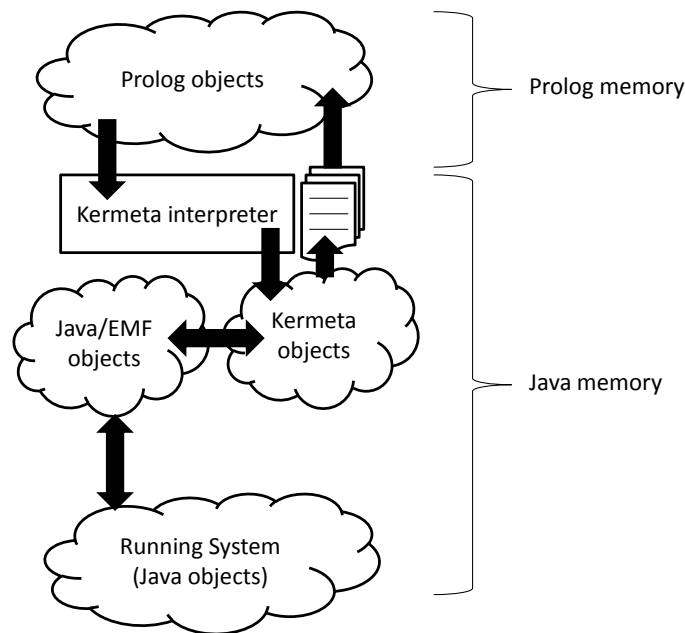 Prolog objects
Prolog memory
Kermeta interpreter
Java/EMF
objects
Kermeta
objects
Java memory
Running System
(Java objects)